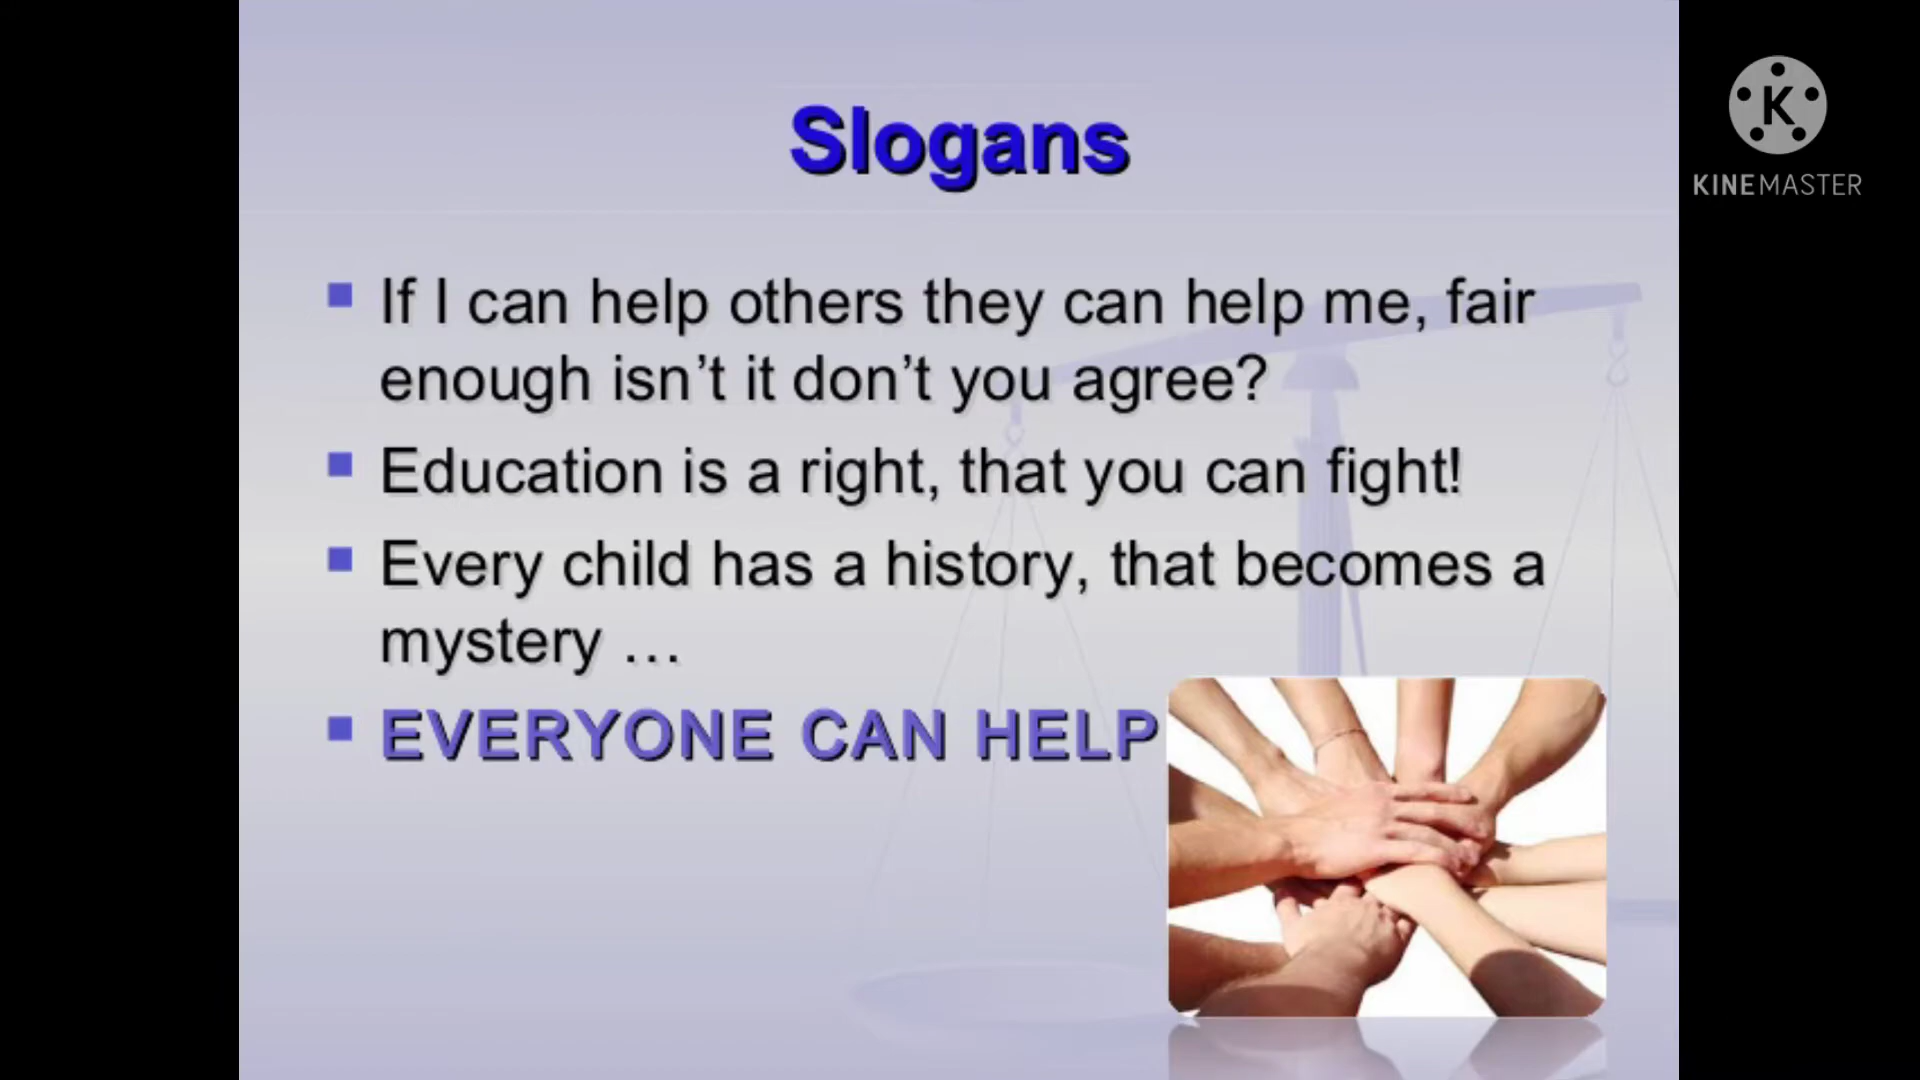 Slogans
If I can help others they can help me, fair
enough isn’t it don’t you agree?
Education is a right, that you can fight!
Every child has a history, that becomes a
mystery …
EVERYONE CAN HELP
K
KINEMASTER